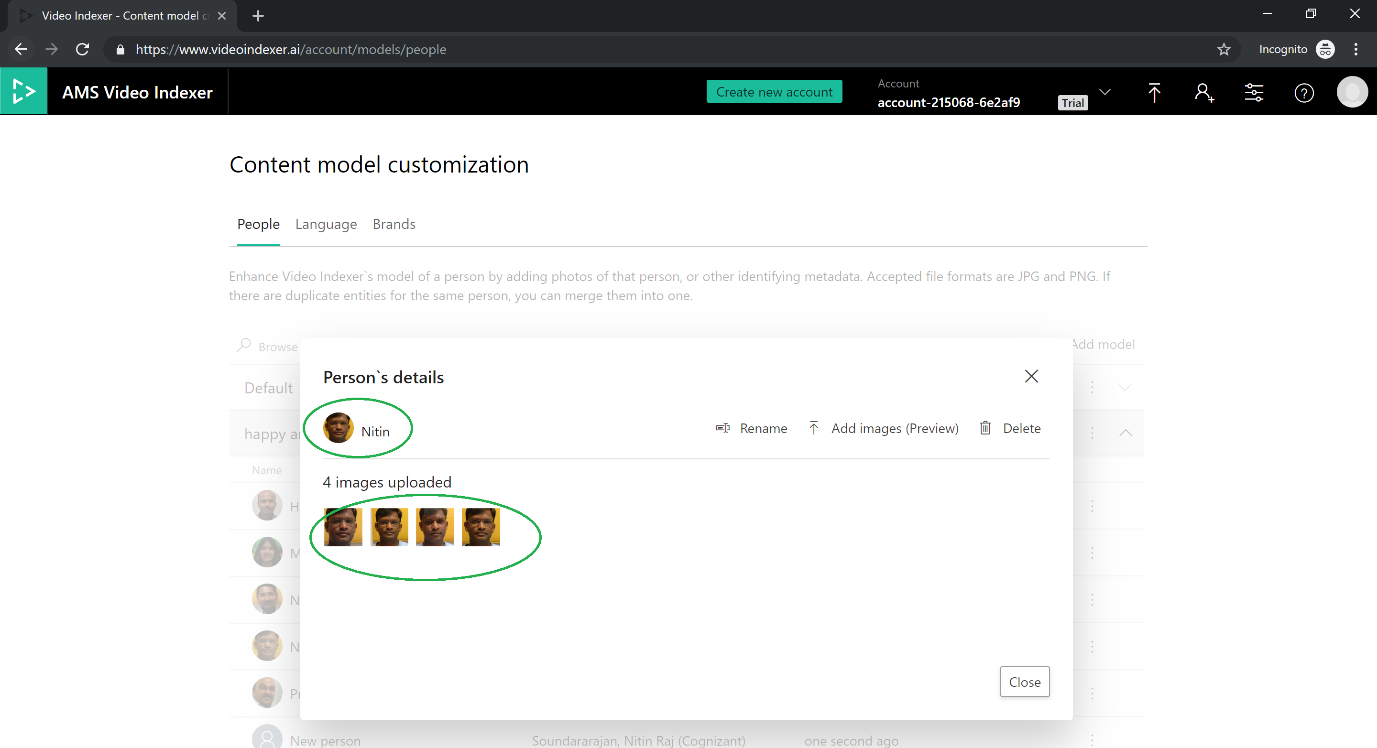 Video Indexer - Content model c
https://www.videoindexer.ai/account/models/people
Incognito
AMS Video Indexer
Create new account
Account
account-215068-6e2af9
Trial
Content model customization
People Language Brands
Enhance Video Indexer`s model of a person by adding photos of that person, or other identifying metadata. Accepted file formats are JPG and PNG. If
there are duplicate entities for the same person, you can merge them into one.
Browse
Add model
Default
happy a
Name
Person`s details
Nitin
Rename Add images (Preview) Delete
4 images uploaded
H
M
N
N
P
Close
New person Soundararajan, Nitin Raj (Cognizant) one second ago